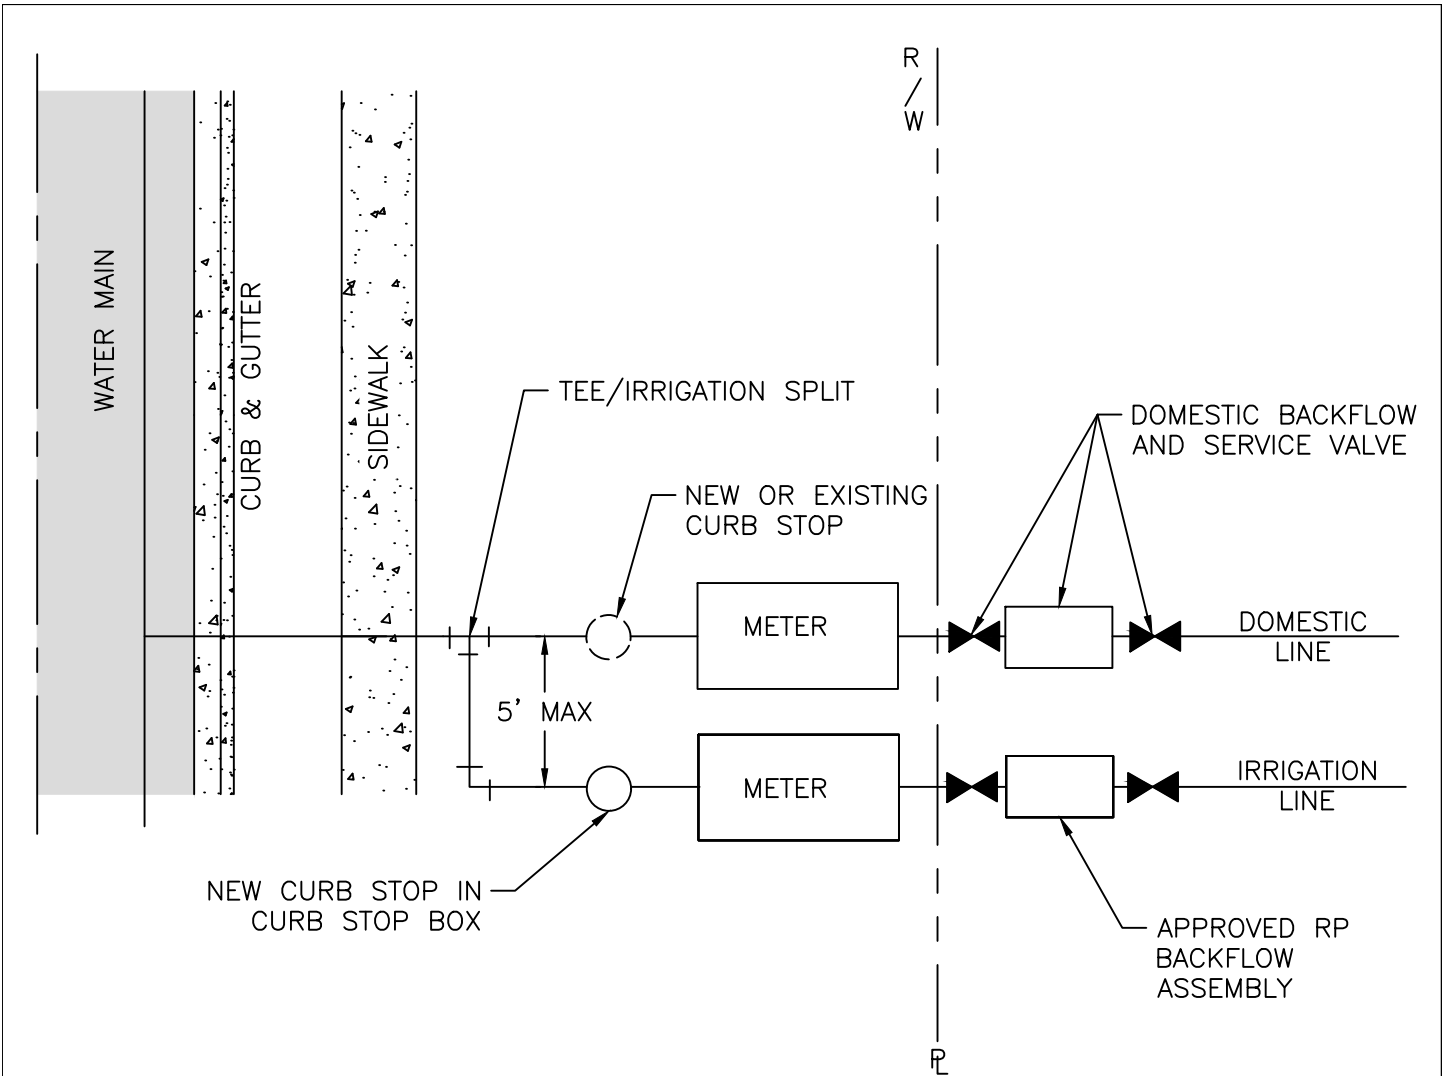 R
/
W
WATER MAIN
CURB & GUTTER
SIDEWALK
TEE/IRRIGATION SPLIT
DOMESTIC BACKFLOW
AND SERVICE VALVE
NEW OR EXISTING
CURB STOP
METER
DOMESTIC
LINE
5' MAX
METER
IRRIGATION
LINE
NEW CURB STOP IN
CURB STOP BOX
APPROVED RP
BACKFLOW
ASSEMBLY
PL